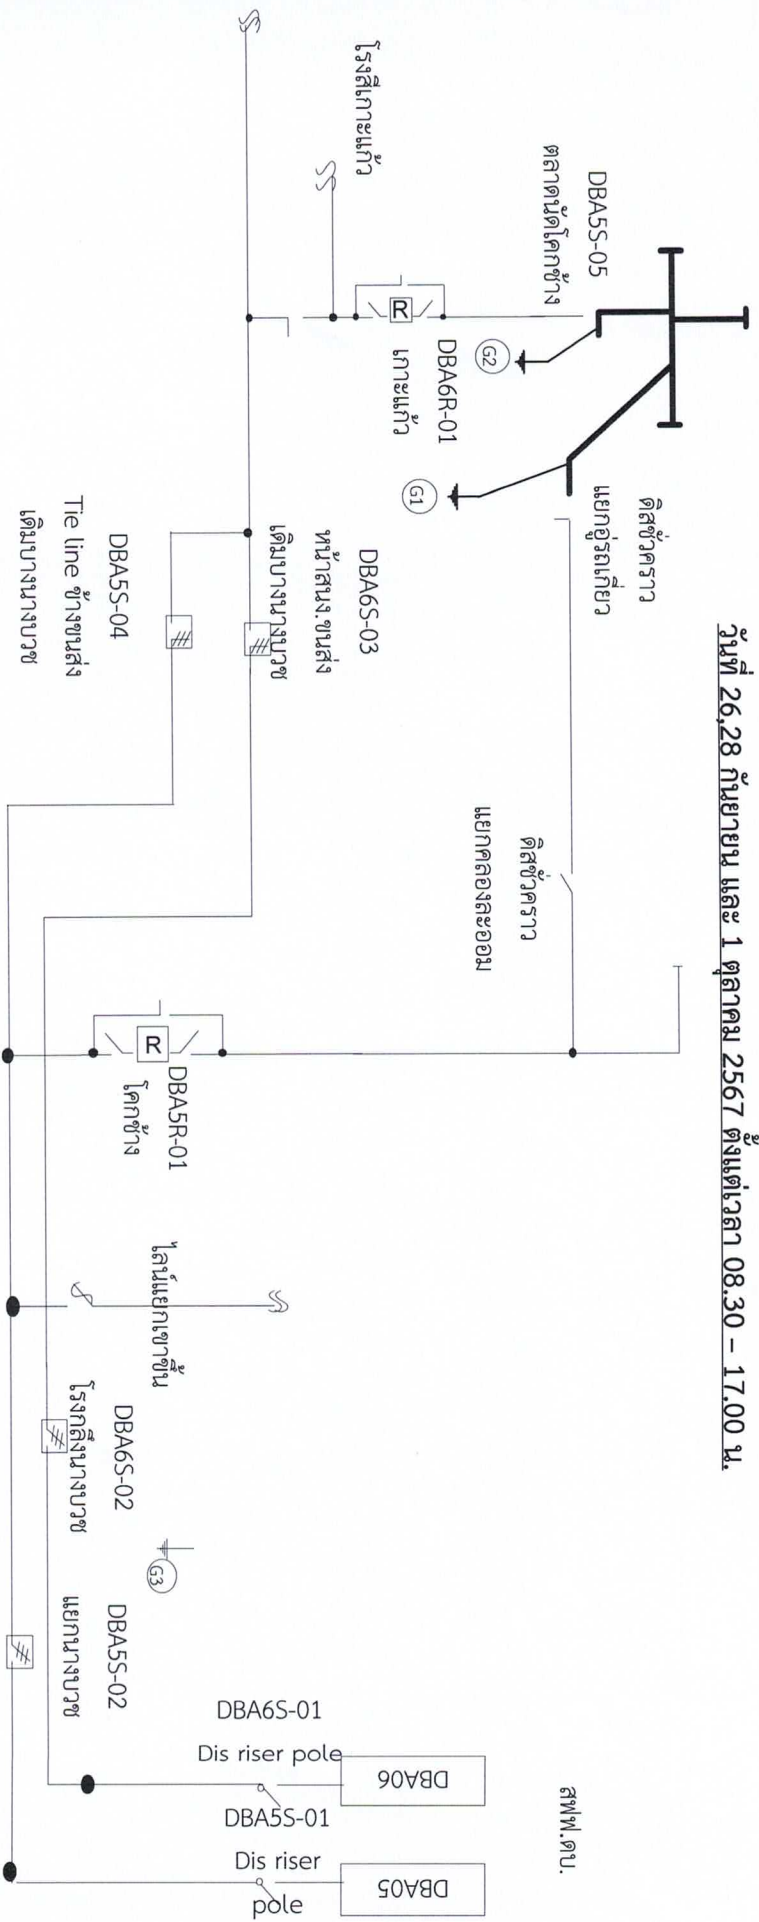 วันที่ 26,28 กันยายน และ 1 ตุลาคม 2567 ตั้งแต่เวลา 08.30 – 17.00 น.
DBA5S-05
ตลาดนัดโคกช้าง
โรงสีเกาะแก้ว
R
DBA6R-01
เกาะแก้ว
G2
G1
ดิสชั่วคราว
แยกอู่รถเกี่ยว
DBA6S-03
หน้าสนง.ขนส่ง
เดิมบางนางบวช
DBA5S-04
Tie line ข้างขนส่ง
เดิมบางนางบวช
ดิสชั่วคราว
แยกคลองละออม
R
DBA5R-01
โคกช้าง
ไลน์แยกเขาขึ้น
DBA6S-02
โรงกลึงนางบวช
G3
DBA5S-02
แยกนางบวช
DBA6S-01
Dis riser pole
DBA06
DBA5S-01
Dis riser
pole
DBA05
สฟฟ.ดบ.